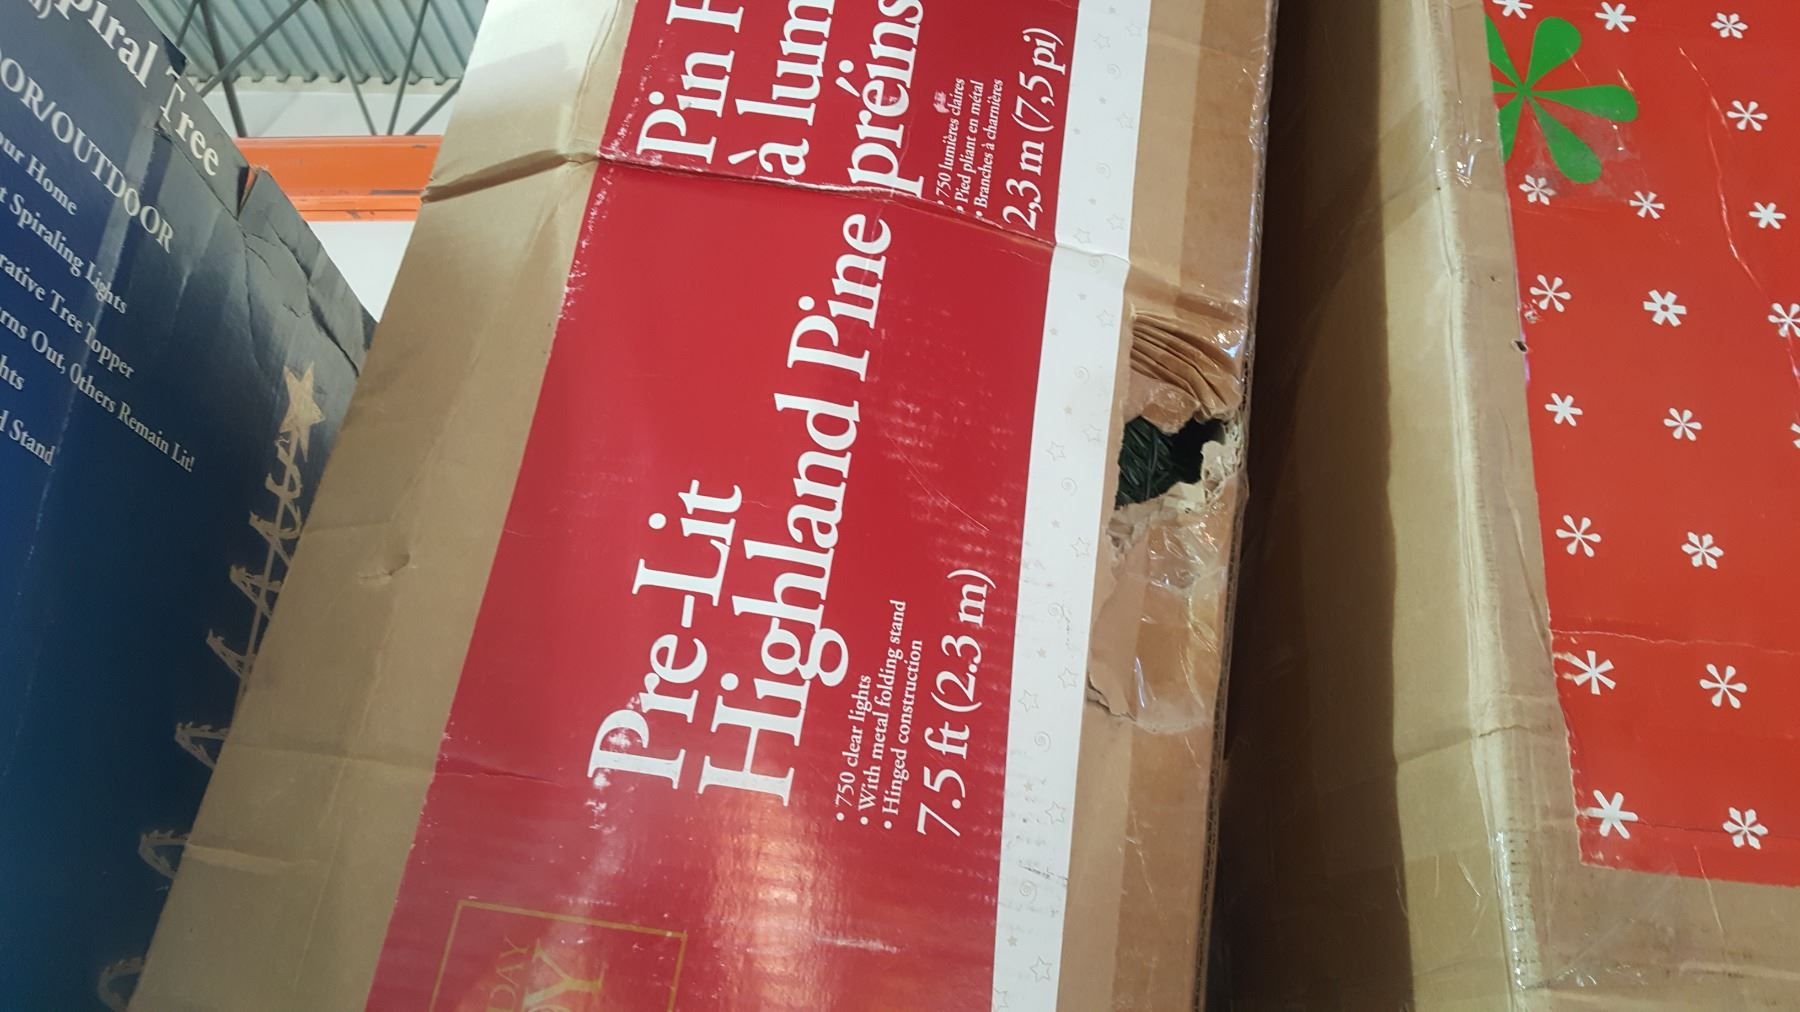 Tree
OOR/OUTDOOR
our Home
t Spiraling Lights
rative Tree Topper
rns Out, Others Remain Lit!
hts
d Stand
Pin
à lum
préins
• 750 lumières claires
• Pied pliant en métal
• Branches à charnières
2,3 m (7,5 pi)
Pre-Lit
Highland Pine
• 750 clear lights
• With metal folding stand
• Hinged construction
7.5 ft (2.3 m)
DAY